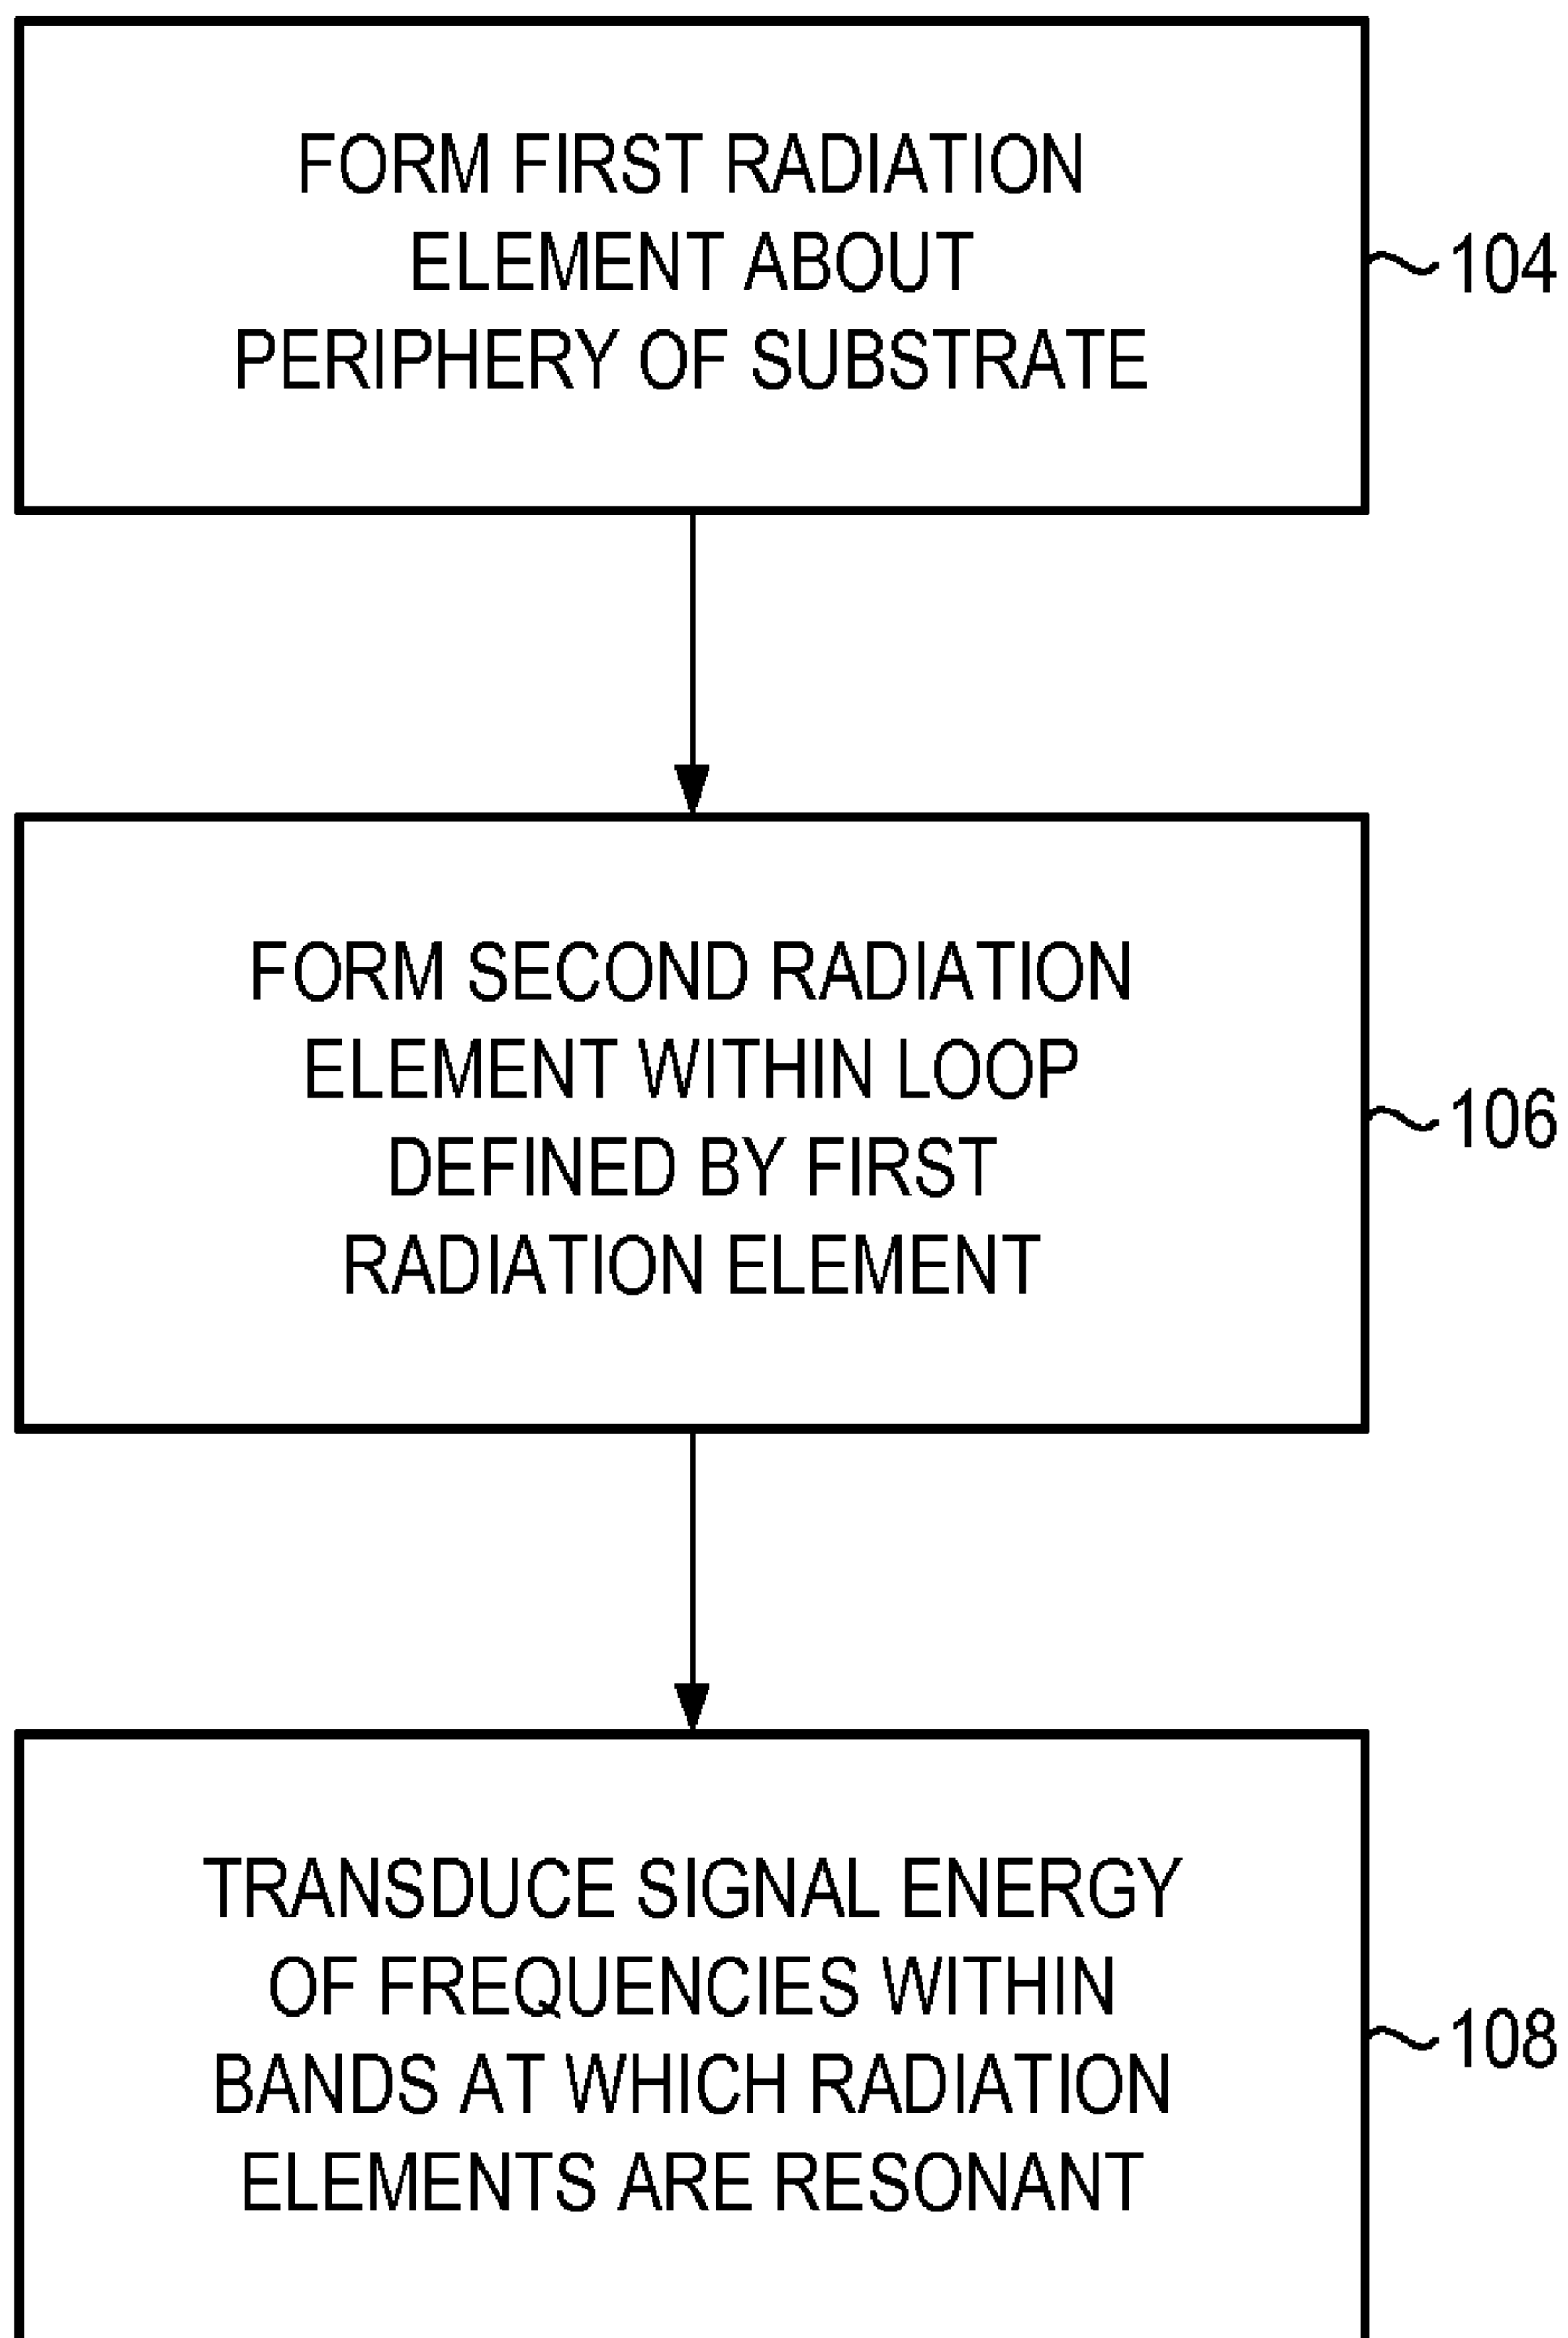 FORM FIRST RADIATION
ELEMENT ABOUT
PERIPHERY OF SUBSTRATE
104
FORM SECOND RADIATION
ELEMENT WITHIN LOOP
DEFINED BY FIRST
RADIATION ELEMENT
106
TRANSDUCE SIGNAL ENERGY
OF FREQUENCIES WITHIN
BANDS AT WHICH RADIATION
ELEMENTS ARE RESONANT
108